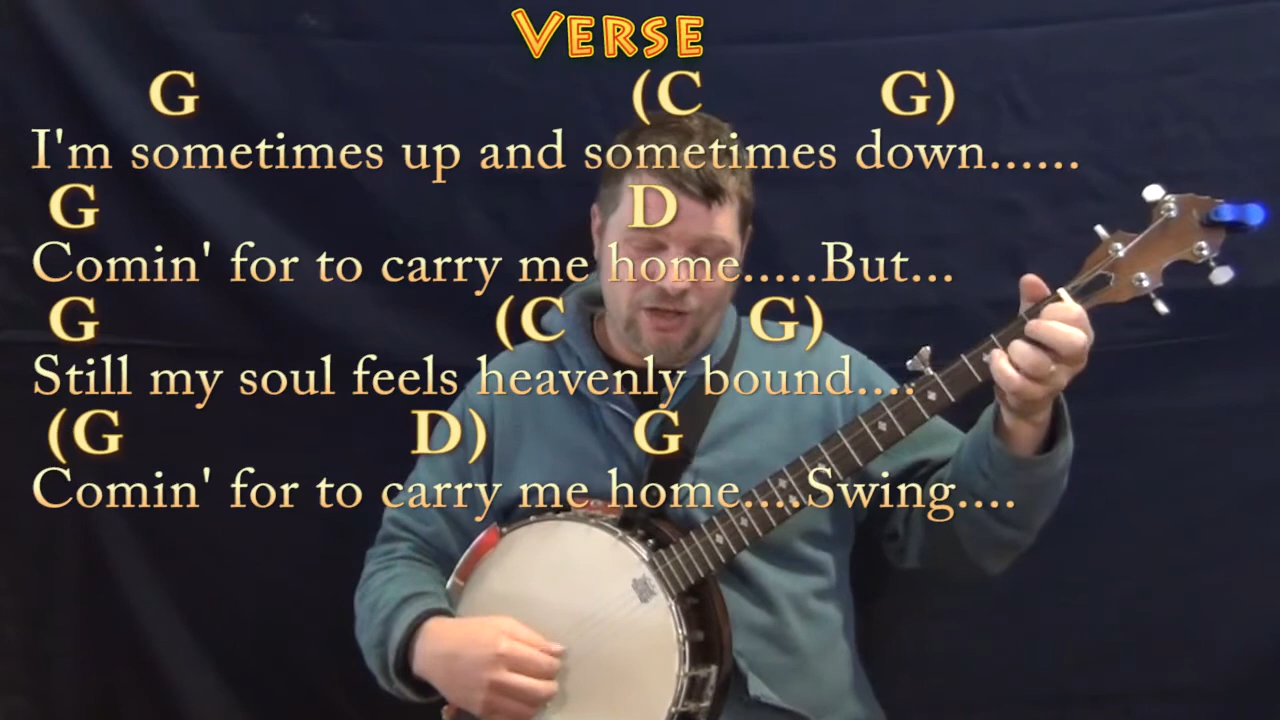 VERSE
G (C G)
I'm sometimes up and sometimes down......
G D
Comin' for to carry me home.....But...
G (C G)
Still my soul feels heavenly bound....
(G D) G
Comin' for to carry me home....Swing....